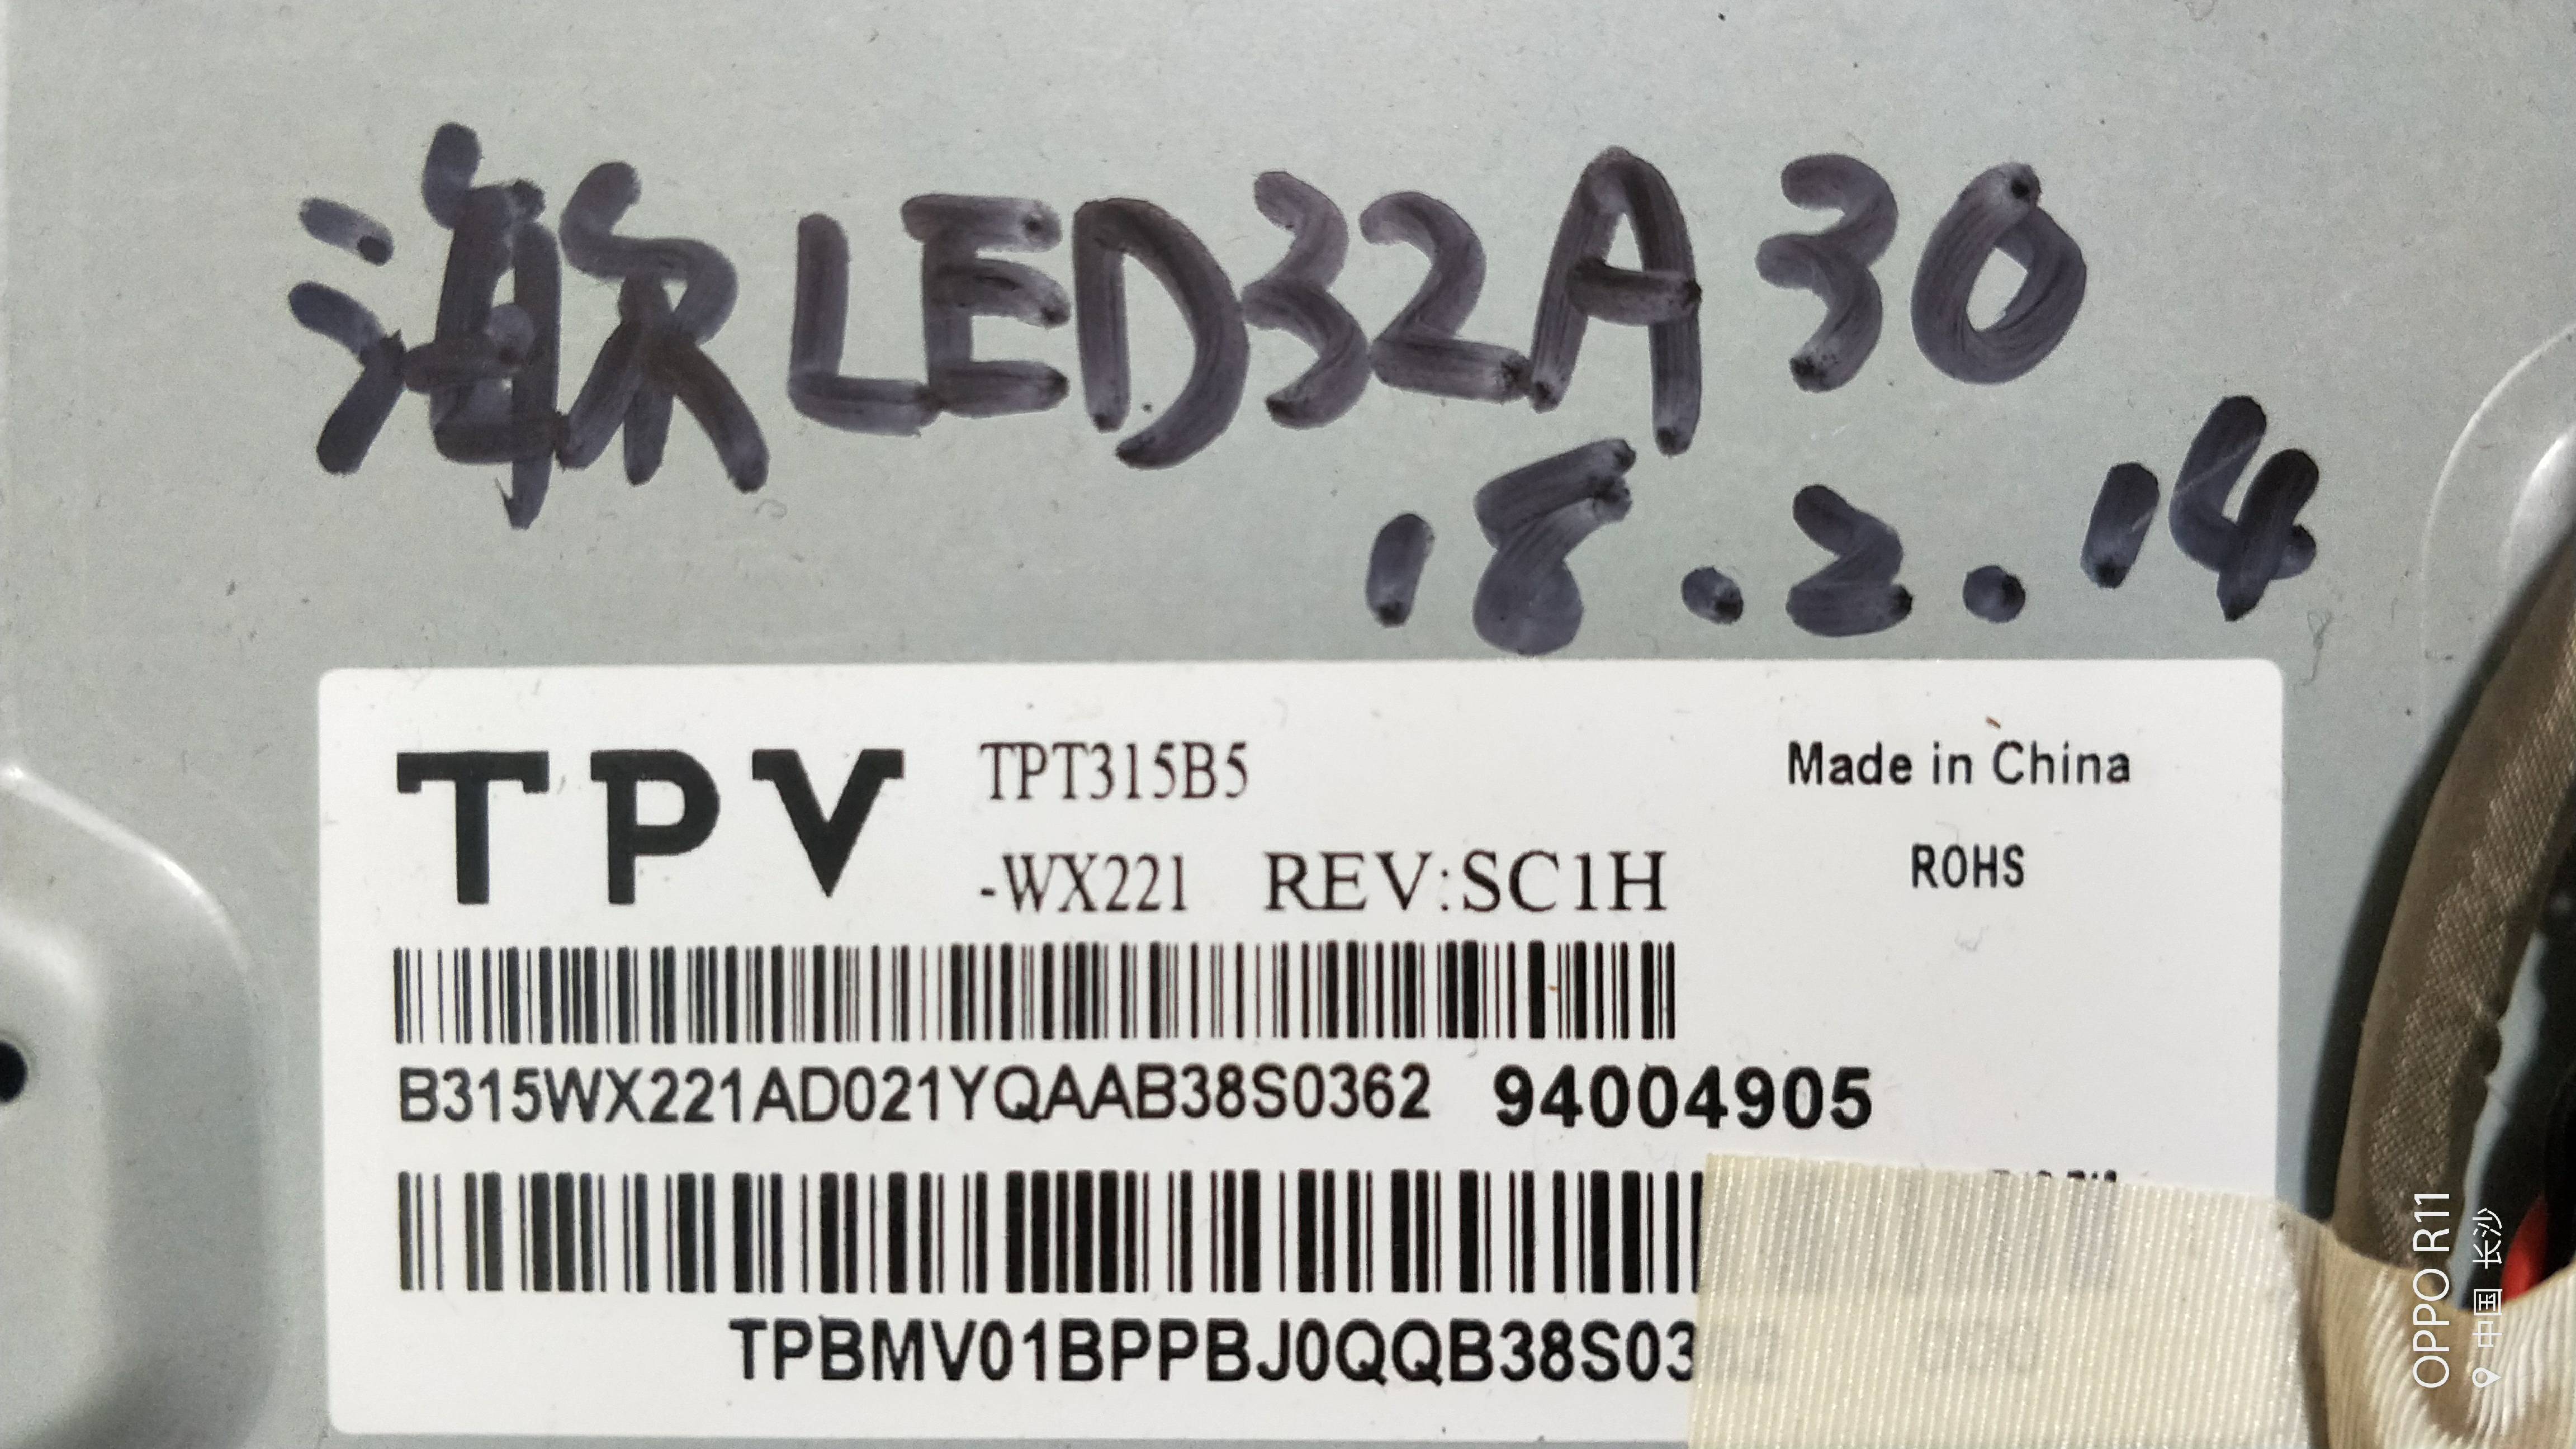 海尔LED32A30
18.2.14
TPV TPT315B5 Made in China
-WX221 REV:SC1H ROHS
B315WX221AD021YQAAB38S0362 94004905
TPBMV01BPPBJ0QQB38S03
OPPO R11
中国 长沙